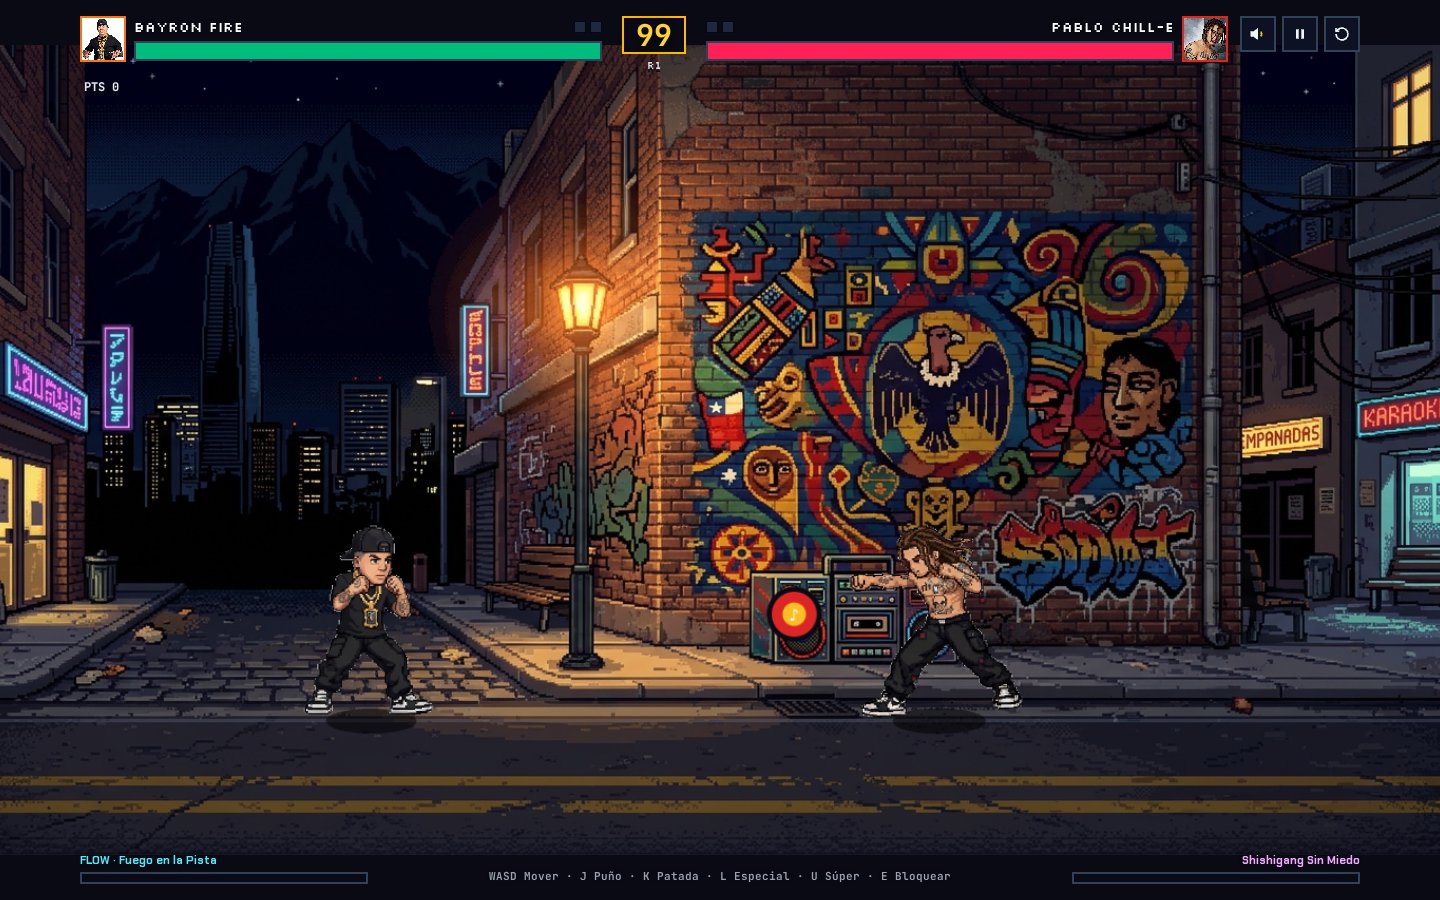 BAYRON FIRE
99
PABLO CHILL-E
R1
PTS 0
EMPANADAS
KARAOK
FLOW · Fuego en la Pista
Shishigang Sin Miedo
WASD Mover · J Puño · K Patada · L Especial · U Súper · E Bloquear